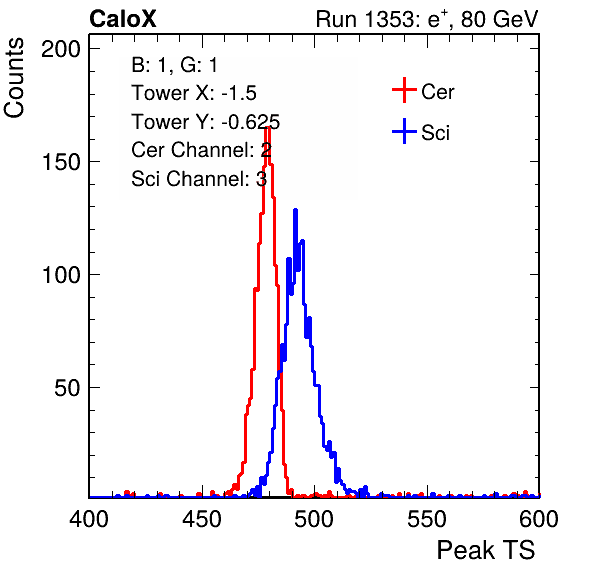 CaloX Run 1353: e+, 80 GeV
Counts
200
150
100
50
B: 1, G: 1
Tower X: -1.5
Tower Y: -0.625
Cer Channel: 2
Sci Channel: 3
Cer
Sci
400 450 500 550 600
Peak TS